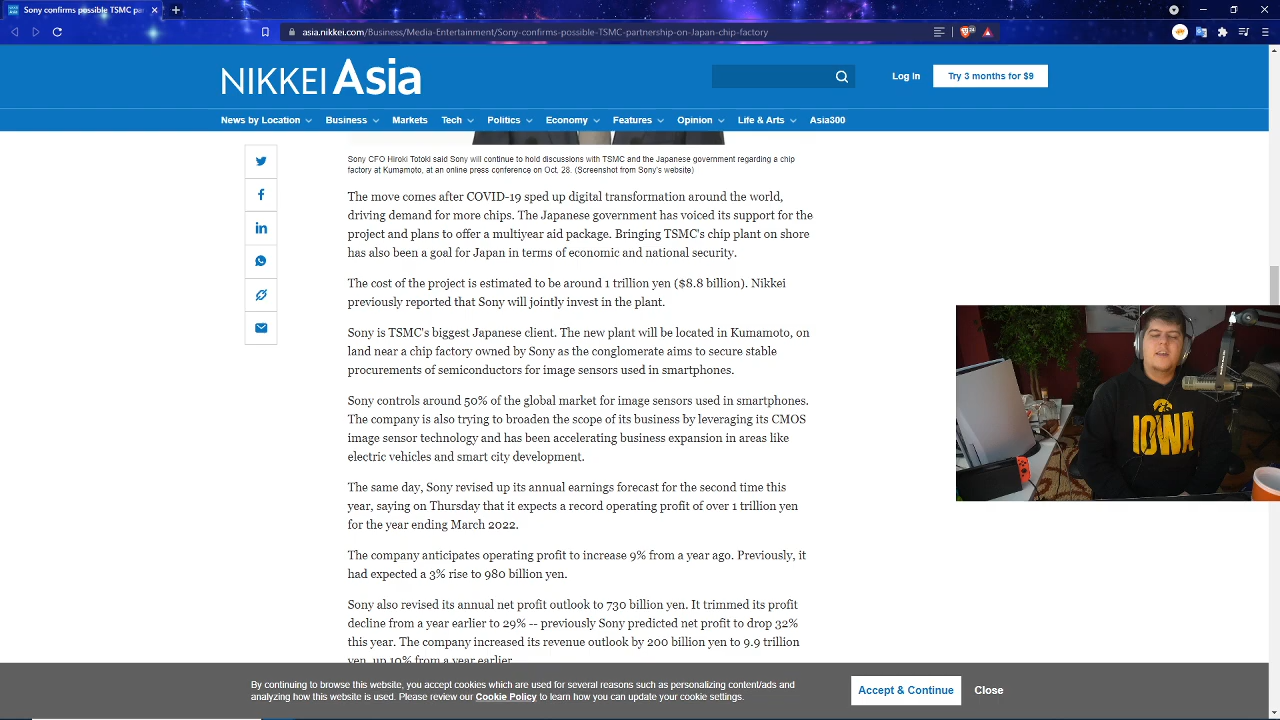 Sony confirms possible TSMC par
asia.nikkei.com/Business/Media-Entertainment/Sony-confirms-possible-TSMC-partnership-on-Japan-chip-factory
NIKKEI Asia
Log In
Try 3 months for $9
News by Location
Business
Markets
Tech
Politics
Economy
Features
Opinion
Life & Arts
Asia300
Sony CFO Hiroki Totoki said Sony will continue to hold discussions with TSMC and the Japanese government regarding a chip
factory at Kumamoto, at an online press conference on Oct. 28. (Screenshot from Sony's website)
The move comes after COVID-19 sped up digital transformation around the world,
driving demand for more chips. The Japanese government has voiced its support for the
project and plans to offer a multiyear aid package. Bringing TSMC's chip plant on shore
has also been a goal for Japan in terms of economic and national security.
The cost of the project is estimated to be around 1 trillion yen ($8.8 billion). Nikkei
previously reported that Sony will jointly invest in the plant.
Sony is TSMC's biggest Japanese client. The new plant will be located in Kumamoto, on
land near a chip factory owned by Sony as the conglomerate aims to secure stable
procurements of semiconductors for image sensors used in smartphones.
Sony controls around 50% of the global market for image sensors used in smartphones.
The company is also trying to broaden the scope of its business by leveraging its CMOS
image sensor technology and has been accelerating business expansion in areas like
electric vehicles and smart city development.
The same day, Sony revised up its annual earnings forecast for the second time this
year, saying on Thursday that it expects a record operating profit of over 1 trillion yen
for the year ending March 2022.
The company anticipates operating profit to increase 9% from a year ago. Previously, it
had expected a 3% rise to 980 billion yen.
Sony also revised its annual net profit outlook to 730 billion yen. It trimmed its profit
decline from a year earlier to 29% -- previously Sony predicted net profit to drop 32%
this year. The company increased its revenue outlook by 200 billion yen to 9.9 trillion
yen, up 10% from a year earlier.
IOWA
By continuing to browse this website, you accept cookies which are used for several reasons such as personalizing content/ads and
analyzing how this website is used. Please review our Cookie Policy to learn how you can update your cookie settings.
Accept & Continue
Close